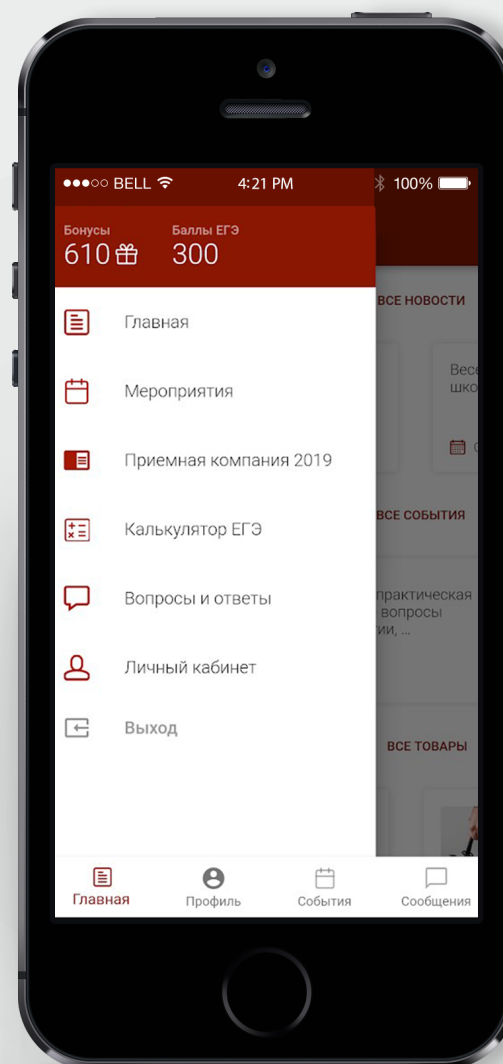 BELL 4:21 PM 100%
Бонусы Баллы ЕГЭ
610 300
Главная
Мероприятия
Приемная компания 2019
Калькулятор ЕГЭ
Вопросы и ответы
Личный кабинет
Выход
ВСЕ НОВОСТИ
ВСЕ СОБЫТИЯ
практическая
вопросы
ВСЕ ТОВАРЫ
Главная Профиль События Сообщения